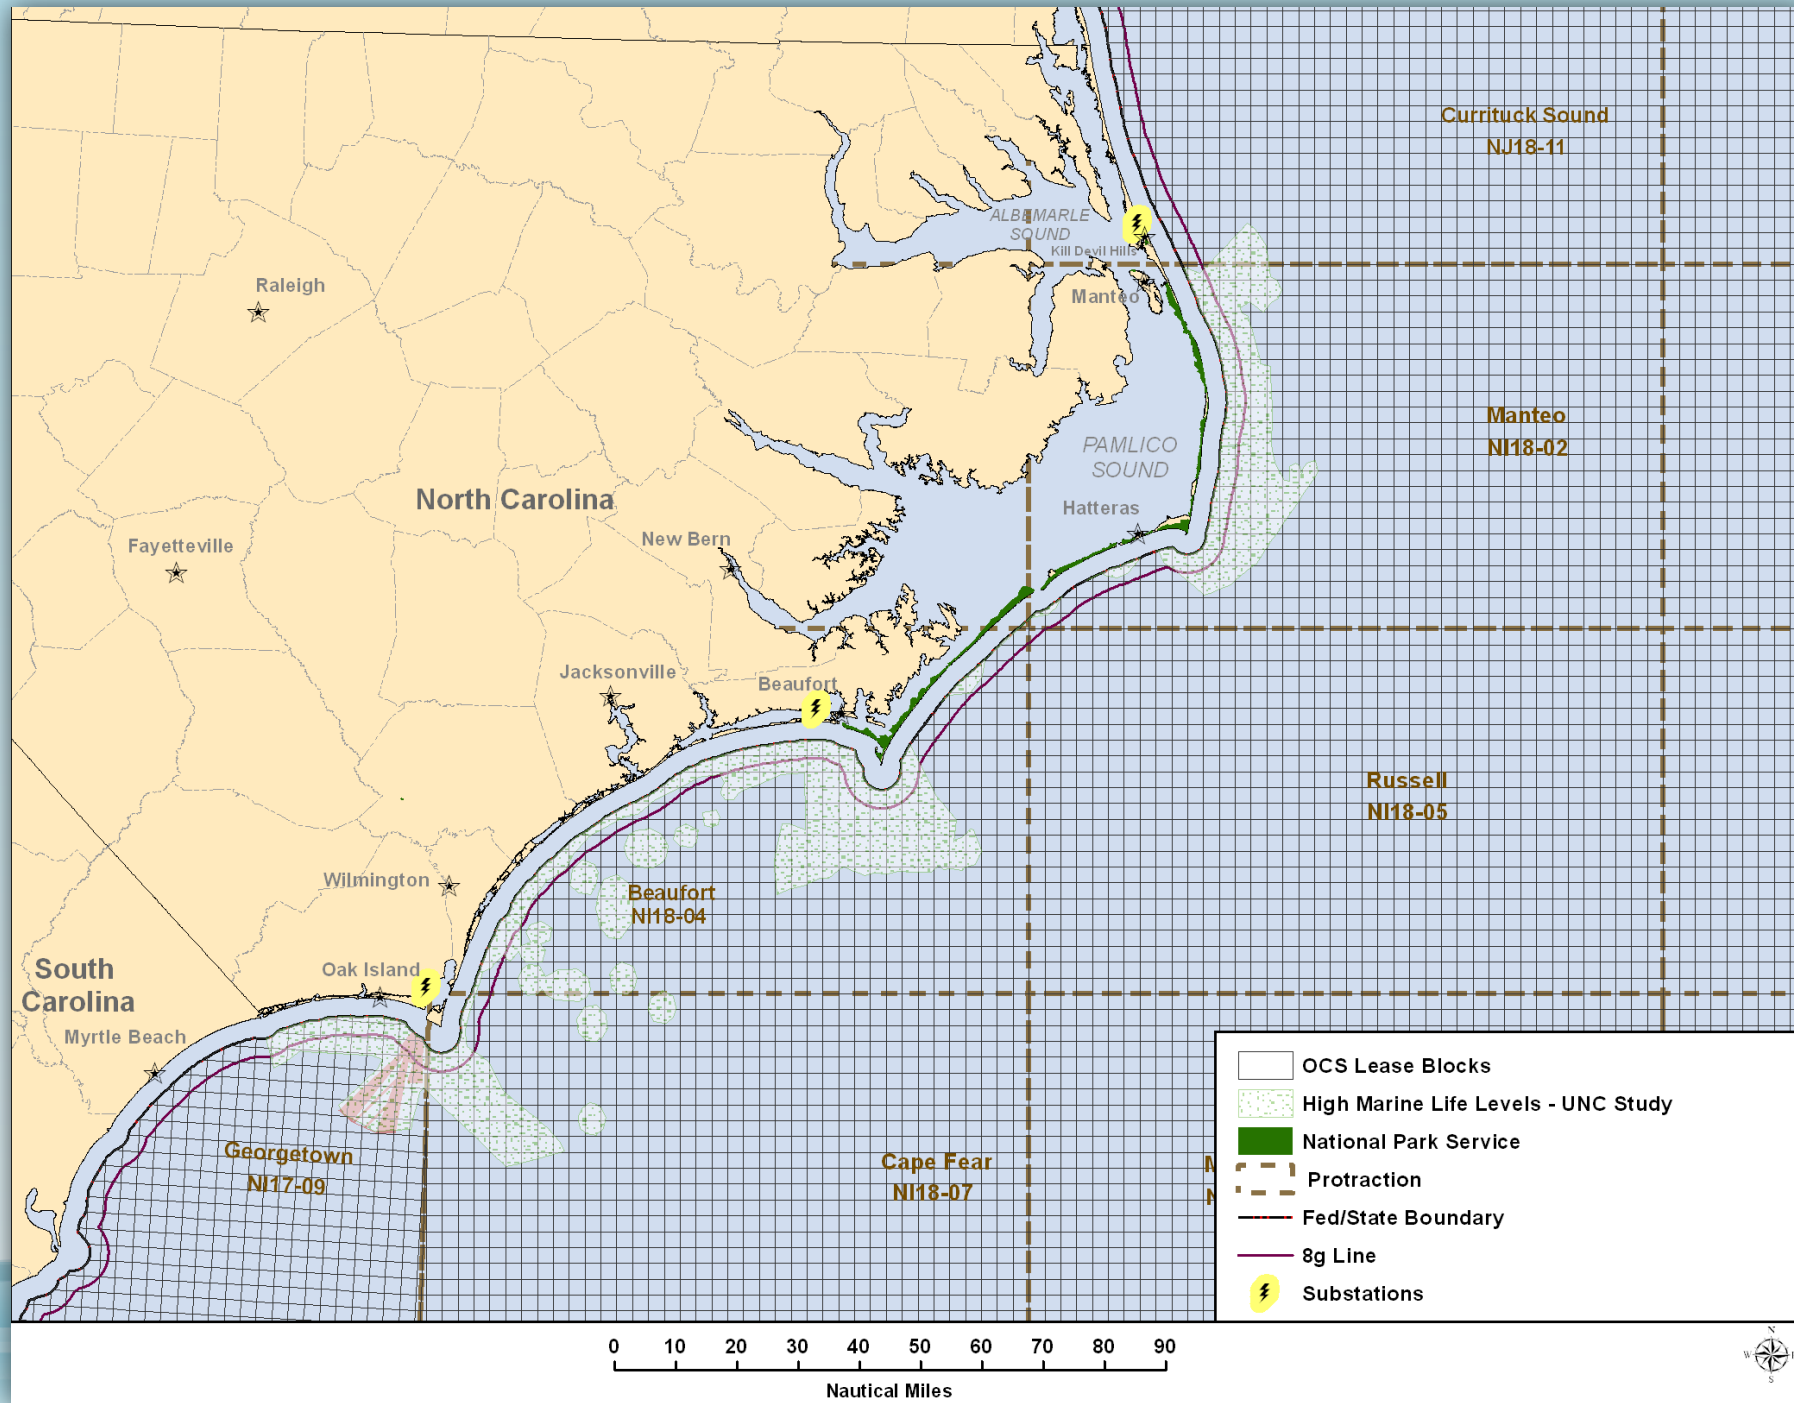 Currituck Sound
NJ18-11
ALBEMARLE
SOUND
Kill Devil Hills
Raleigh
Manteo
Manteo
NI18-02
PAMLICO
SOUND
North Carolina
Hatteras
New Bern
Fayetteville
Jacksonville
Beaufort
Russell
NI18-05
Wilmington
Beaufort
NI18-04
South
Carolina
Oak Island
Myrtle Beach
Georgetown
NI17-09
Cape Fear
NI18-07
OCS Lease Blocks
High Marine Life Levels - UNC Study
National Park Service
Protraction
Fed/State Boundary
8g Line
Substations
0 10 20 30 40 50 60 70 80 90
Nautical Miles
N
W
S